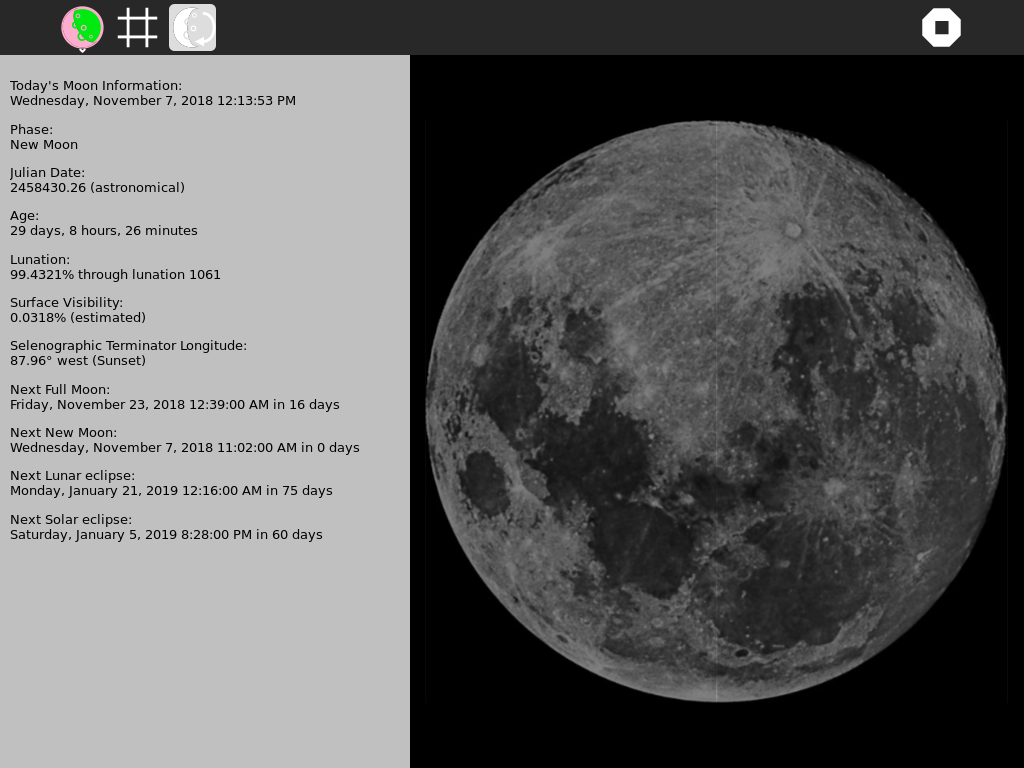 Today's Moon Information:
Wednesday, November 7, 2018 12:13:53 PM
Phase:
New Moon
Julian Date:
2458430.26 (astronomical)
Age:
29 days, 8 hours, 26 minutes
Lunation:
99.4321% through lunation 1061
Surface Visibility:
0.0318% (estimated)
Selenographic Terminator Longitude:
87.96° west (Sunset)
Next Full Moon:
Friday, November 23, 2018 12:39:00 AM in 16 days
Next New Moon:
Wednesday, November 7, 2018 11:02:00 AM in 0 days
Next Lunar eclipse:
Monday, January 21, 2019 12:16:00 AM in 75 days
Next Solar eclipse:
Saturday, January 5, 2019 8:28:00 PM in 60 days